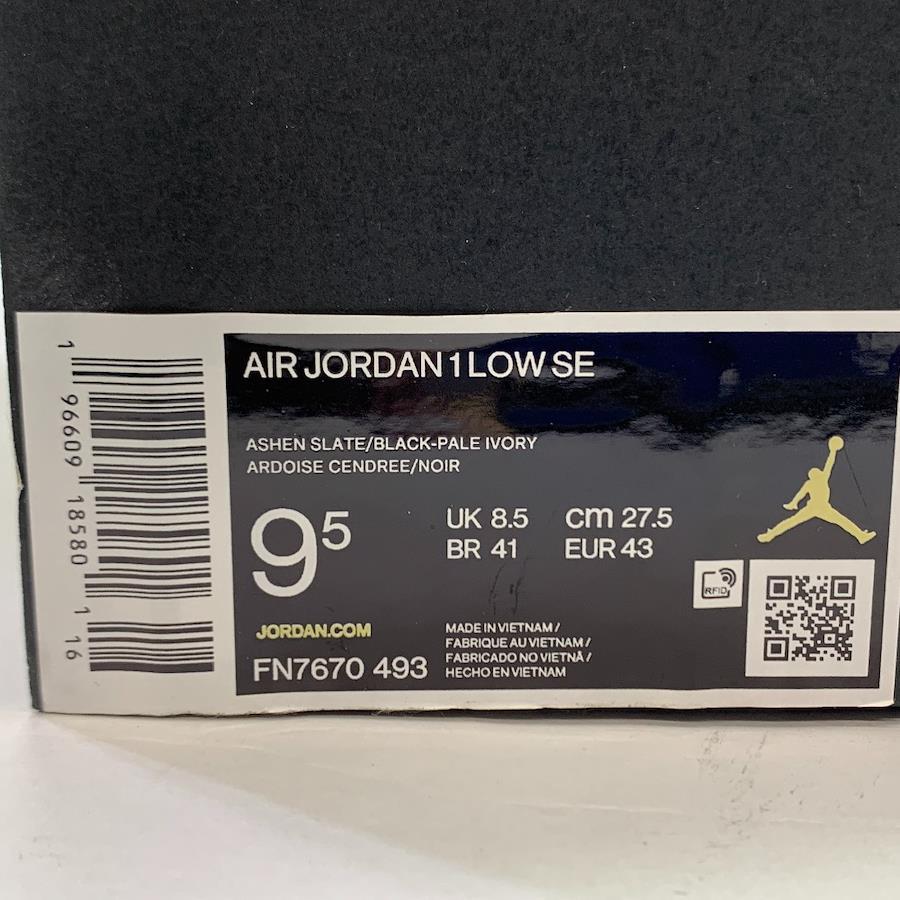 AIR JORDAN 1 LOW SE
ASHEN SLATE/BLACK-PALE IVORY
ARDOISE CENDREE/NOIR
9 5
UK 8.5 cm 27.5
BR 41 EUR 43
RFID
JORDAN.COM
FN7670 493
MADE IN VIETNAM /
FABRIQUE AU VIETNAM /
FABRICADO NO VIETNÃ /
HECHO EN VIETNAM
1 96609 18580 1 16